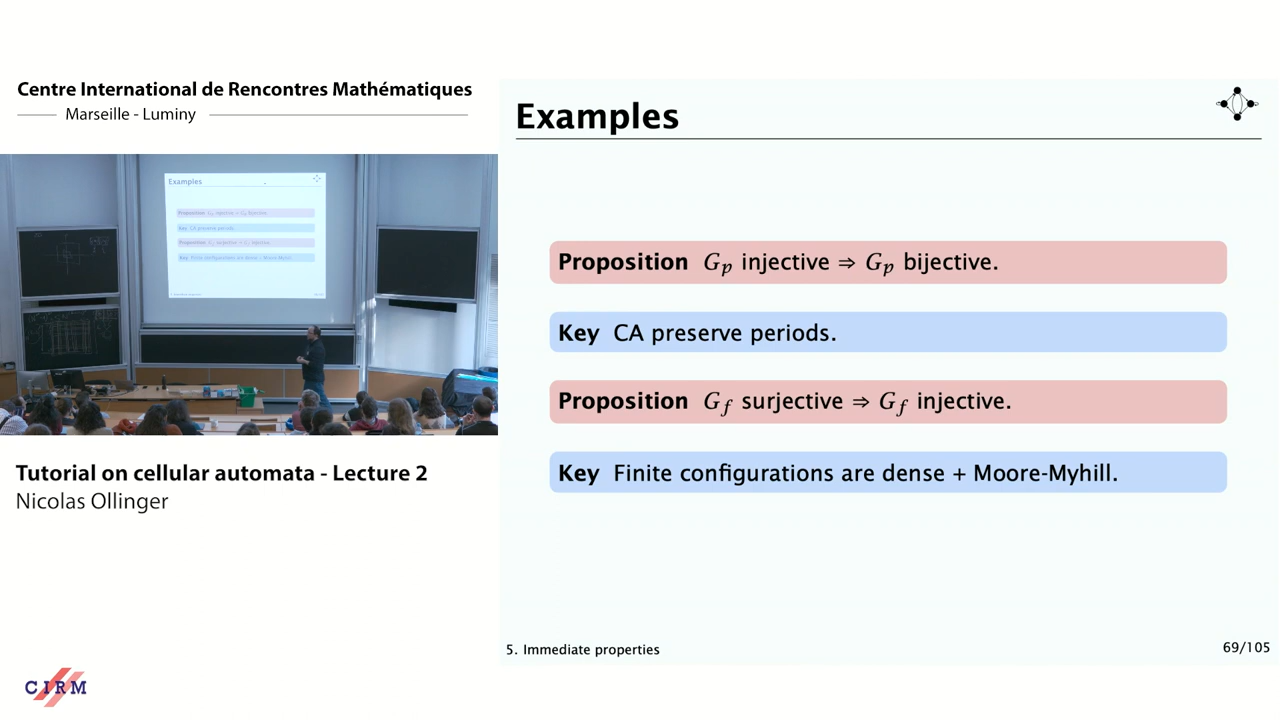 Centre International de Rencontres Mathématiques
Marseille - Luminy
Examples
Proposition G_p injective ⇒ G_p bijective.
Key CA preserve periods.
Proposition G_f surjective ⇒ G_f injective.
Key Finite configurations are dense + Moore-Myhill.
5. Immediate properties
69/105
Examples
Tutorial on cellular automata - Lecture 2
Nicolas Ollinger
CIRM